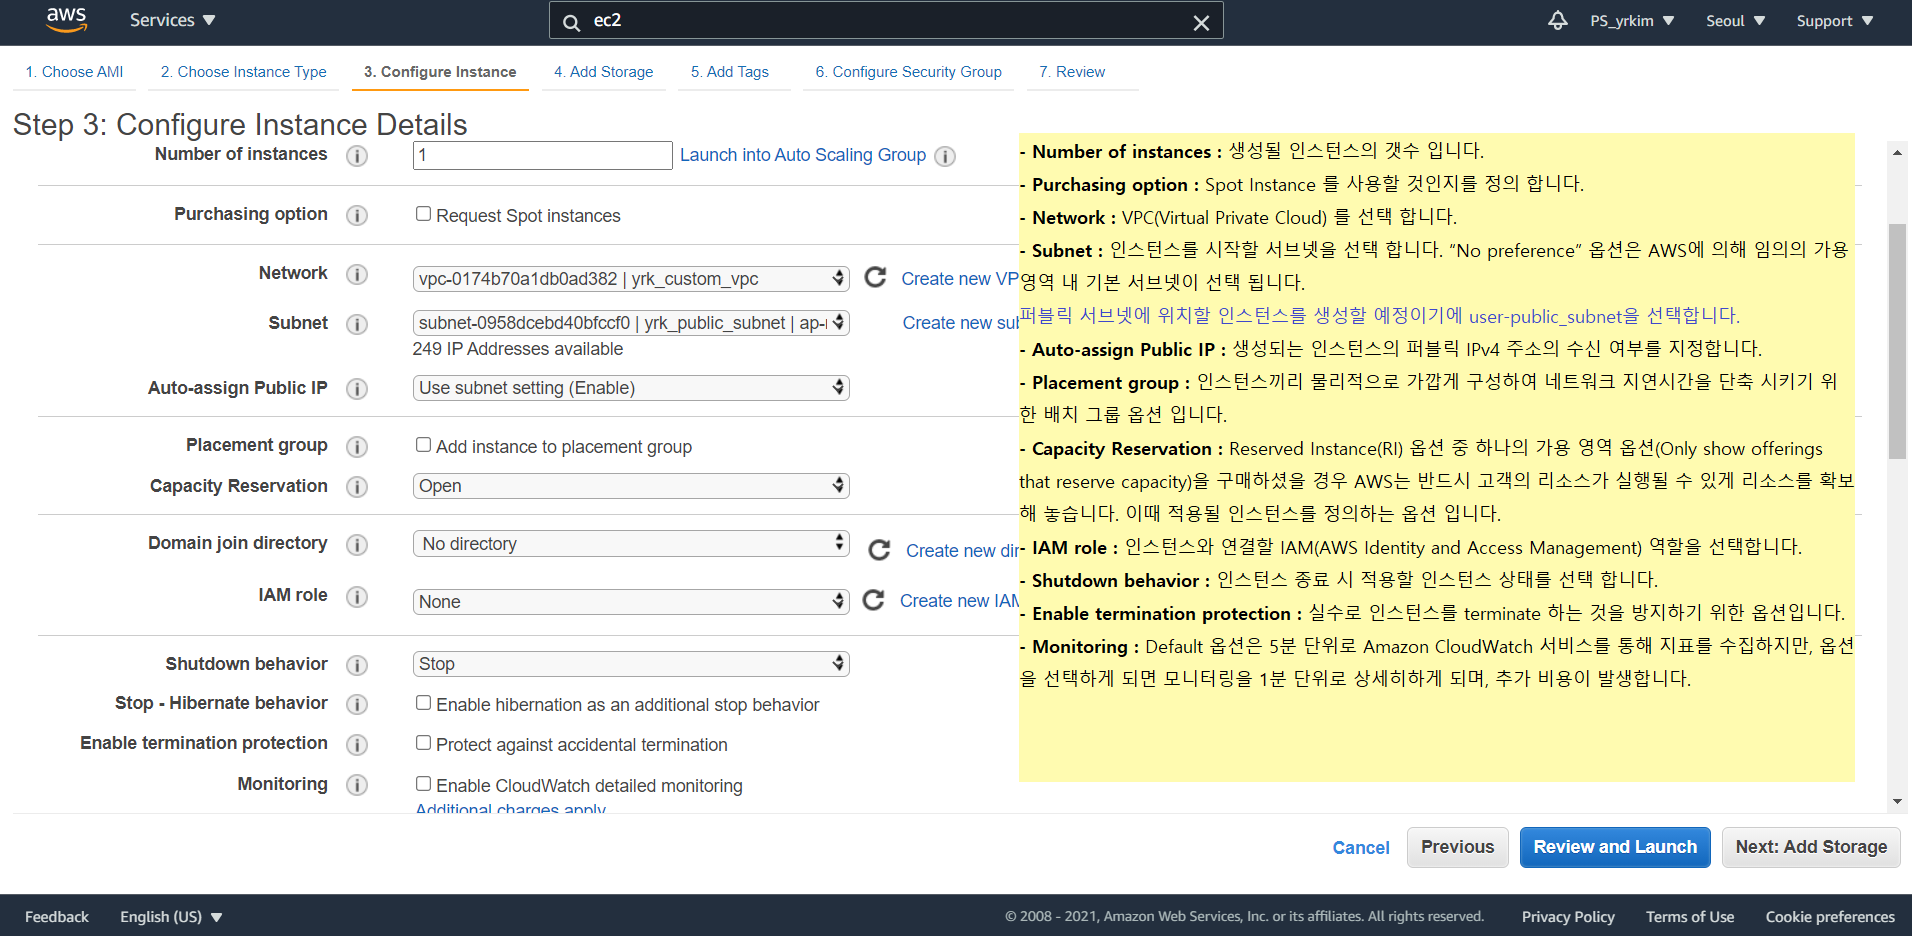 aws
Services
ec2
PS_yrkim
Seoul
Support
1. Choose AMI
2. Choose Instance Type
3. Configure Instance
4. Add Storage
5. Add Tags
6. Configure Security Group
7. Review
Step 3: Configure Instance Details
Number of instances
1
Launch into Auto Scaling Group
Purchasing option
Request Spot instances
Network
vpc-0174b70a1db0ad382 | yrk_custom_vpc
Create new VP
Subnet
subnet-0958dcebd40bfccf0 | yrk_public_subnet | ap-
Create new sub
249 IP Addresses available
Auto-assign Public IP
Use subnet setting (Enable)
Placement group
Add instance to placement group
Capacity Reservation
Open
Domain join directory
No directory
Create new dir
IAM role
None
Create new IAM
Shutdown behavior
Stop
Stop - Hibernate behavior
Enable hibernation as an additional stop behavior
Enable termination protection
Protect against accidental termination
Monitoring
Enable CloudWatch detailed monitoring
Additional charges apply
- Number of instances : 생성될 인스턴스의 갯수 입니다.
- Purchasing option : Spot Instance 를 사용할 것인지를 정의 합니다.
- Network : VPC(Virtual Private Cloud) 를 선택 합니다.
- Subnet : 인스턴스를 시작할 서브넷을 선택 합니다. “No preference” 옵션은 AWS에 의해 임의의 가용
영역 내 기본 서브넷이 선택 됩니다.
퍼블릭 서브넷에 위치할 인스턴스를 생성할 예정이기에 user-public_subnet을 선택합니다.
- Auto-assign Public IP : 생성되는 인스턴스의 퍼블릭 IPv4 주소의 수신 여부를 지정합니다.
- Placement group : 인스턴스끼리 물리적으로 가깝게 구성하여 네트워크 지연시간을 단축 시키기 위
한 배치 그룹 옵션 입니다.
- Capacity Reservation : Reserved Instance(RI) 옵션 중 하나의 가용 영역 옵션(Only show offerings
that reserve capacity)을 구매하셨을 경우 AWS는 반드시 고객의 리소스가 실행될 수 있게 리소스를 확보
해 놓습니다. 이때 적용될 인스턴스를 정의하는 옵션 입니다.
- IAM role : 인스턴스와 연결할 IAM(AWS Identity and Access Management) 역할을 선택합니다.
- Shutdown behavior : 인스턴스 종료 시 적용할 인스턴스 상태를 선택 합니다.
- Enable termination protection : 실수로 인스턴스를 terminate 하는 것을 방지하기 위한 옵션입니다.
- Monitoring : Default 옵션은 5분 단위로 Amazon CloudWatch 서비스를 통해 지표를 수집하지만, 옵션
을 선택하게 되면 모니터링을 1분 단위로 상세히하게 되며, 추가 비용이 발생합니다.
Cancel
Previous
Review and Launch
Next: Add Storage
Feedback
English (US)
© 2008 - 2021, Amazon Web Services, Inc. or its affiliates. All rights reserved.
Privacy Policy
Terms of Use
Cookie preferences